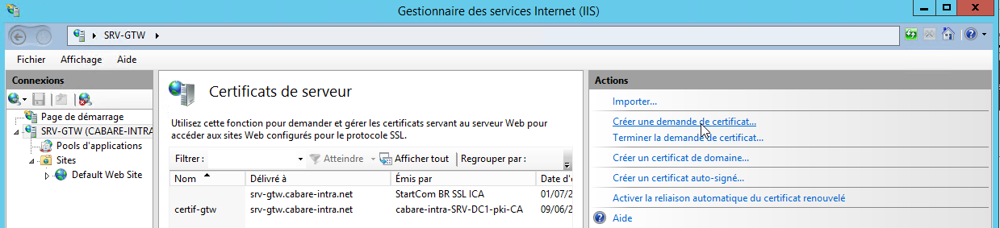 Gestionnaire des services Internet (IIS)
SRV-GTW
Fichier Affichage Aide
Connexions
Page de démarrage
SRV-GTW (CABARE-INTRA
Pools d'applications
Sites
Default Web Site
Certificats de serveur
Utilisez cette fonction pour demander et gérer les certificats servant au serveur Web pour
accéder aux sites Web configurés pour le protocole SSL.
Filtrer : Atteindre Afficher tout Regrouper par :
Nom Délivré à Émis par Date d'e
srv-gtw.cabare-intra.net StartCom BR SSL ICA 01/07/2
certif-gtw srv-gtw.cabare-intra.net cabare-intra-SRV-DC1-pki-CA 09/06/2
Actions
Importer...
Créer une demande de certificat...
Terminer la demande de certificat...
Créer un certificat de domaine...
Créer un certificat auto-signé...
Activer la reliaison automatique du certificat renouvelé
Aide